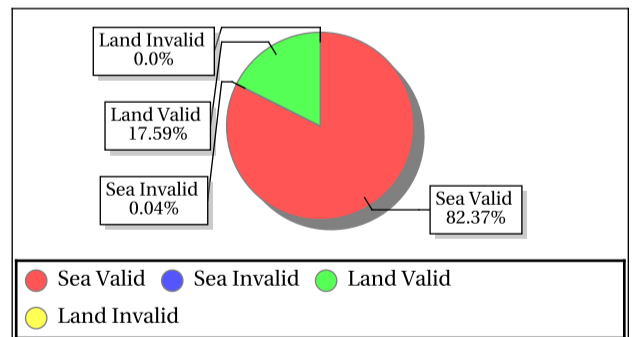 Land Invalid
0.0%
Land Valid
17.59%
Sea Invalid
0.04%
Sea Valid
82.37%
Sea Valid Sea Invalid Land Valid
Land Invalid